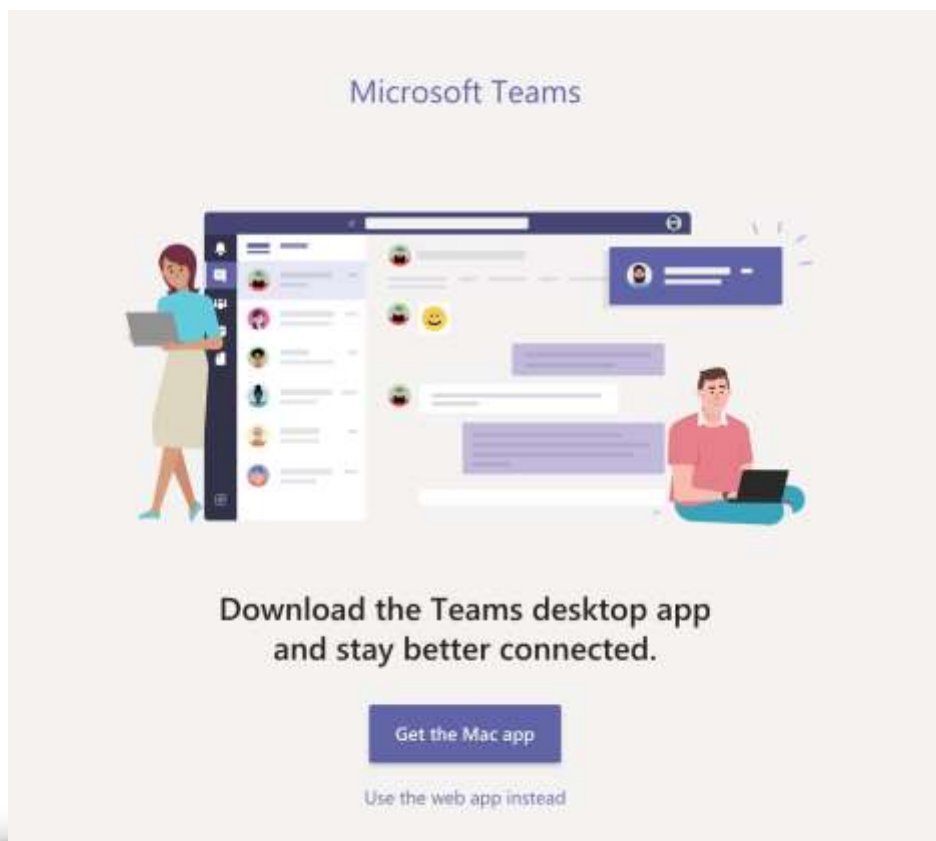 Microsoft Teams
Download the Teams desktop app
and stay better connected.
Get the Mac app
Use the web app instead